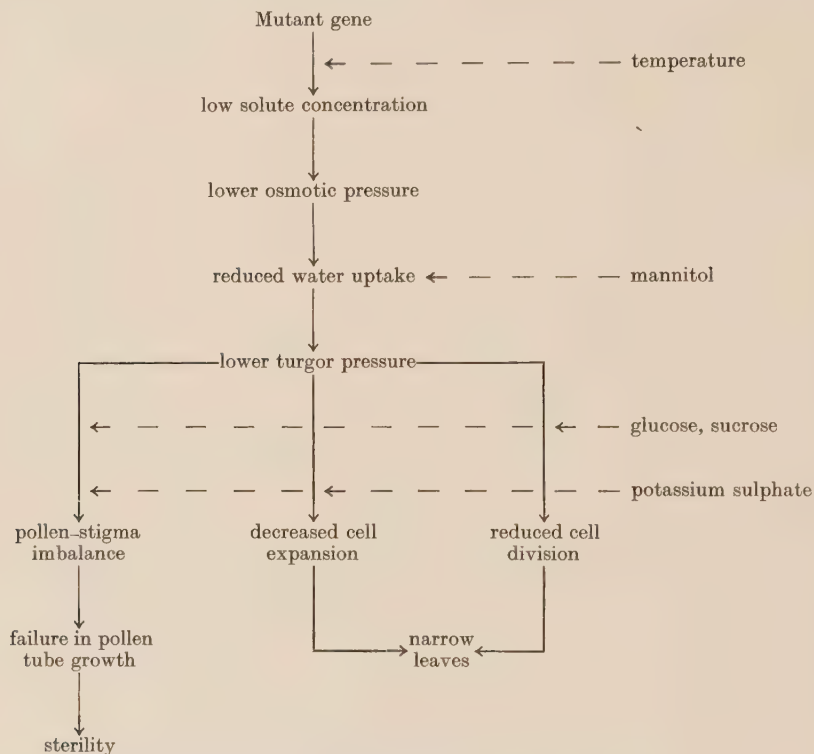 Mutant gene
temperature
low solute concentration
lower osmotic pressure
reduced water uptake
mannitol
lower turgor pressure
glucose, sucrose
potassium sulphate
pollen–stigma
imbalance
decreased cell
expansion
reduced cell
division
failure in pollen
tube growth
narrow
leaves
sterility